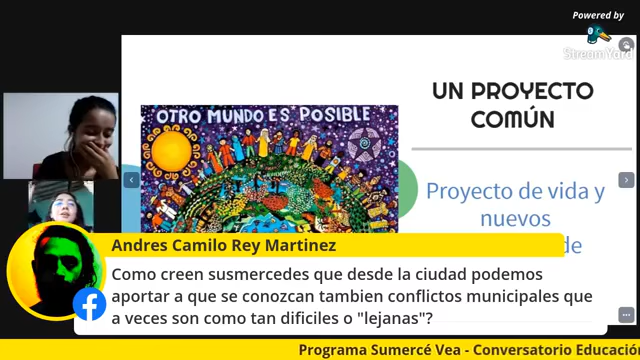 Powered by
StreamYard
UN PROYECTO
COMÚN
OTRO MUNDO ES POSIBLE
Proyecto de vida y
nuevos
de
Andres Camilo Rey Martinez
Como creen susmercedes que desde la ciudad podemos
aportar a que se conozcan tambien conflictos municipales que
a veces son como tan dificiles o "lejanas"?
Programa Sumercé Vea - Conversatorio Educación